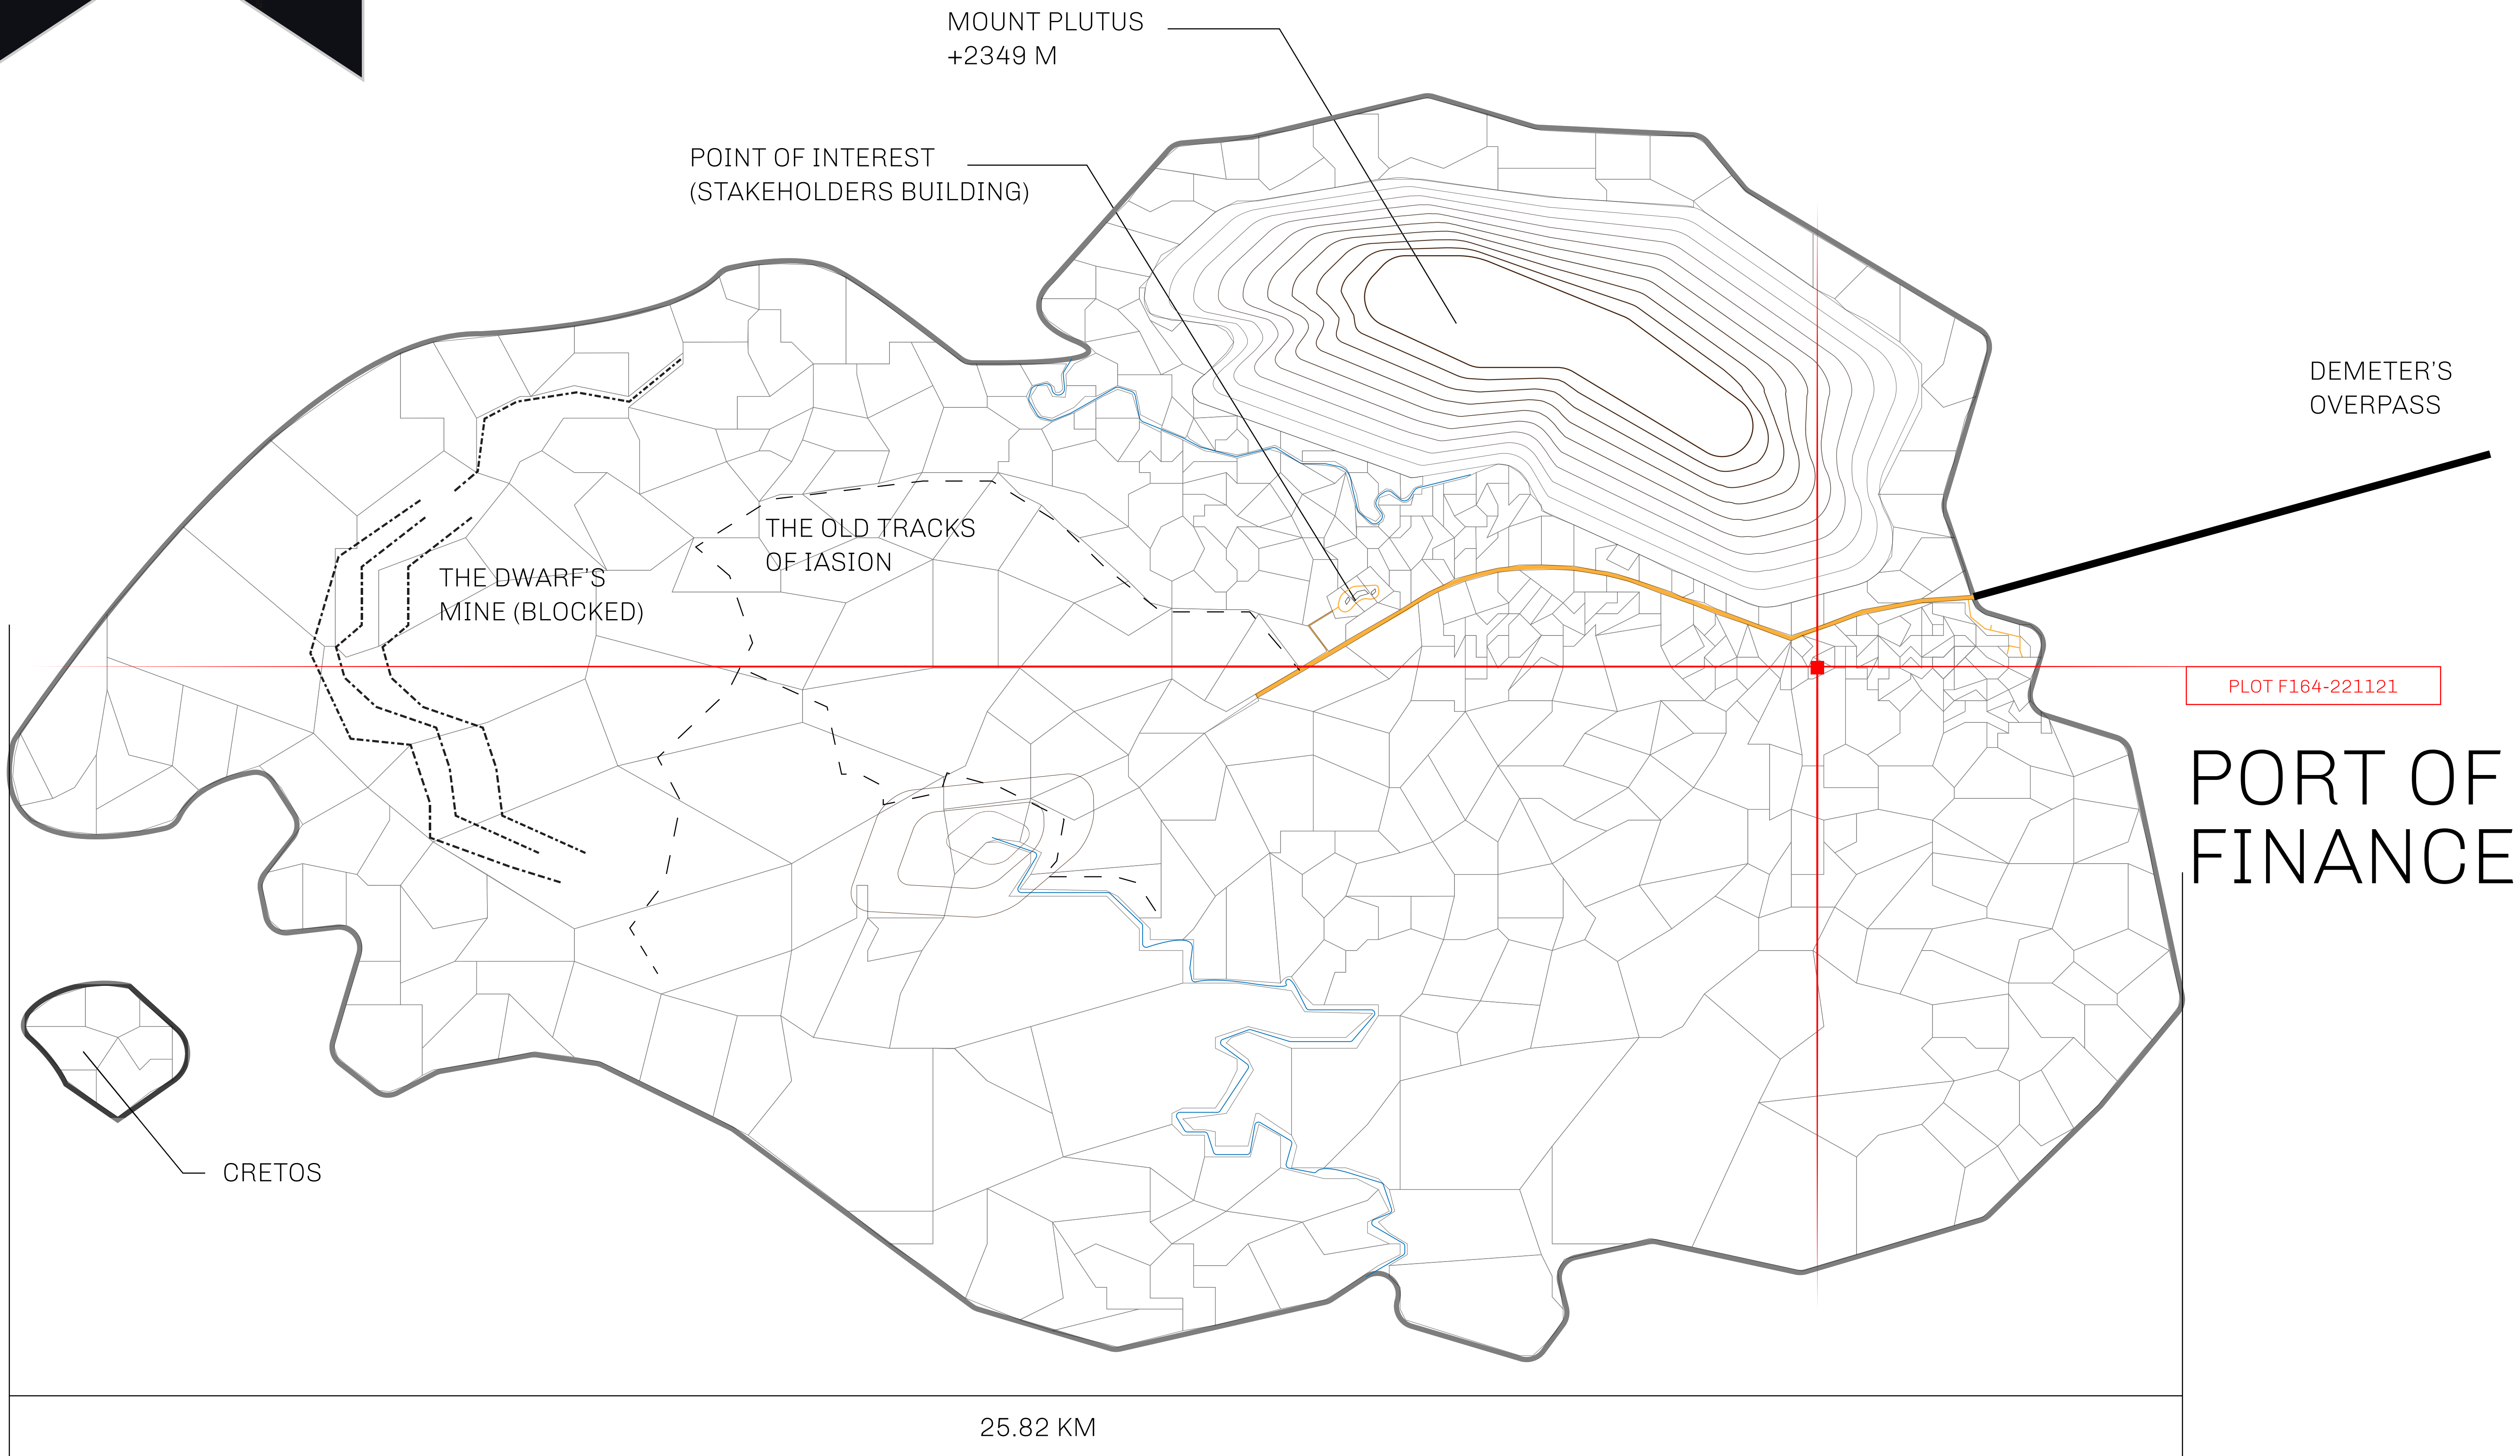 MOUNT PLUTUS
+2349 M
POINT OF INTEREST
(STAKEHOLDERS BUILDING)
DEMETER'S
OVERPASS
THE OLD TRACKS
OF IASION
THE DWARF'S
MINE (BLOCKED)
PLOT F164-221121
PORT OF
FINANCE
CRETOS
25.82 KM